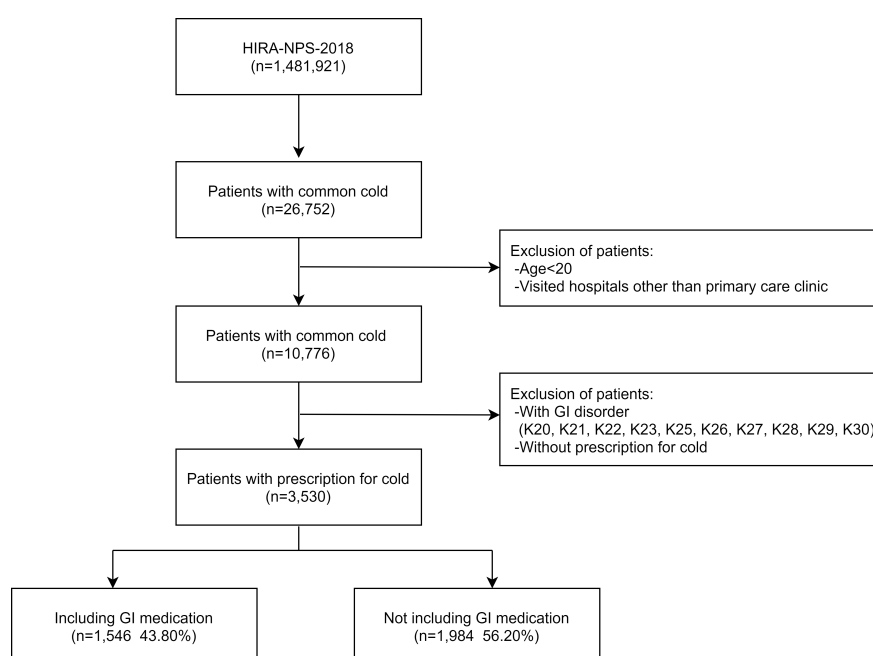 HIRA-NPS-2018
(n=1,481,921)
Patients with common cold
(n=26,752)
Exclusion of patients:
-Age<20
-Visited hospitals other than primary care clinic
Patients with common cold
(n=10,776)
Exclusion of patients:
-With GI disorder
(K20, K21, K22, K23, K25, K26, K27, K28, K29, K30)
-Without prescription for cold
Patients with prescription for cold
(n=3,530)
Including GI medication
(n=1,546  43.80%)
Not including GI medication
(n=1,984  56.20%)